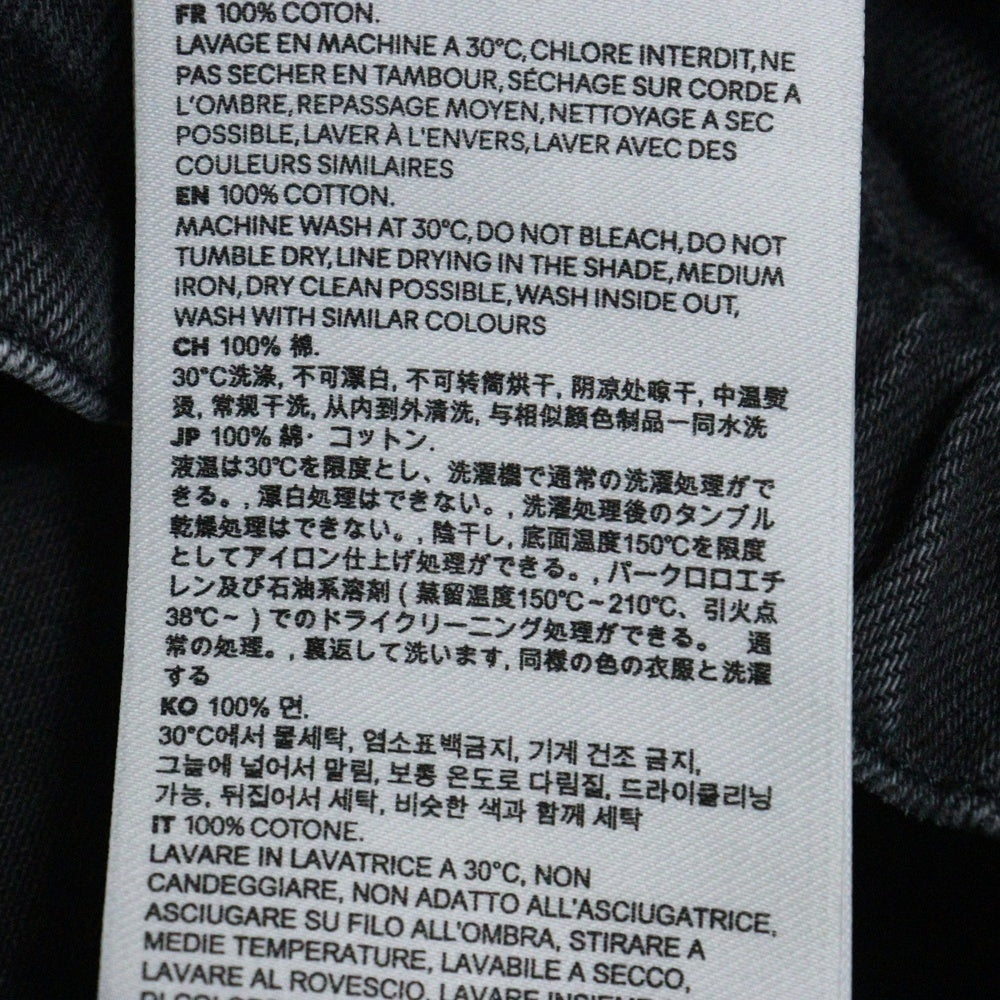 FR 100% COTON.
LAVAGE EN MACHINE A 30°C, CHLORE INTERDIT, NE
PAS SECHER EN TAMBOUR, SÉCHAGE SUR CORDE A
L'OMBRE, REPASSAGE MOYEN, NETTOYAGE A SEC
POSSIBLE, LAVER À L'ENVERS, LAVER AVEC DES
COULEURS SIMILAIRES
EN 100% COTTON.
MACHINE WASH AT 30°C, DO NOT BLEACH, DO NOT
TUMBLE DRY, LINE DRYING IN THE SHADE, MEDIUM
IRON, DRY CLEAN POSSIBLE, WASH INSIDE OUT,
WASH WITH SIMILAR COLOURS
CH 100% 棉.
30°C洗涤, 不可漂白, 不可转筒烘干, 阴凉处晾干, 中温熨
烫, 常规干洗, 从内到外清洗, 与相似颜色制品一同水洗
JP 100% 綿· コットン.
液温は30℃を限度とし、洗濯機で通常の洗濯処理がで
きる。, 漂白処理はできない。, 洗濯処理後のタンブル
乾燥処理はできない。, 陰干し, 底面温度150℃を限度
としてアイロン仕上げ処理ができる。, パークロロエチ
レン及び石油系溶剤 ( 蒸留温度150℃~210℃、引火点
38℃~ ) でのドライクリーニング処理ができる。 通
常の処理。, 裏返して洗います, 同様の色の衣服と洗濯
する
KO 100% 면.
30°C에서 물세탁, 염소표백금지, 기계 건조 금지,
그늘에 널어서 말림, 보통 온도로 다림질, 드라이클리닝
가능, 뒤집어서 세탁, 비슷한 색과 함께 세탁
IT 100% COTONE.
LAVARE IN LAVATRICE A 30°C, NON
CANDEGGIARE, NON ADATTO ALL'ASCIUGATRICE,
ASCIUGARE SU FILO ALL'OMBRA, STIRARE A
MEDIE TEMPERATURE, LAVABILE A SECCO,
LAVARE AL ROVESCIO, LAVARE